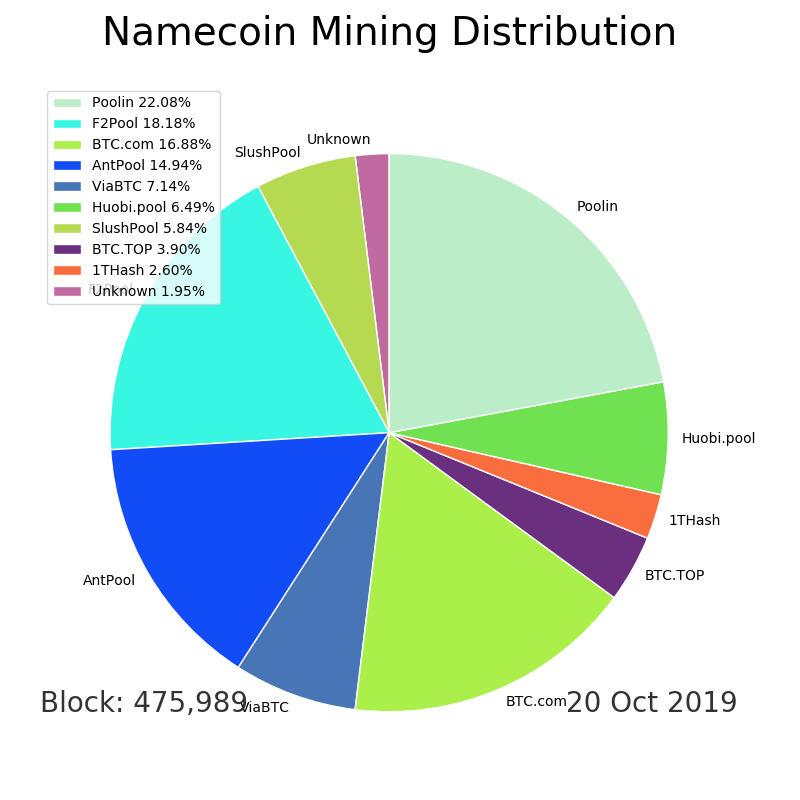 Namecoin Mining Distribution
Poolin 22.08%
F2Pool 18.18%
BTC.com 16.88%
AntPool 14.94%
ViaBTC 7.14%
Huobi.pool 6.49%
SlushPool 5.84%
BTC.TOP 3.90%
1THash 2.60%
Unknown 1.95%
Unknown
SlushPool
Poolin
F2Pool
Huobi.pool
1THash
BTC.TOP
AntPool
BTC.com
ViaBTC
Block: 475,989
20 Oct 2019